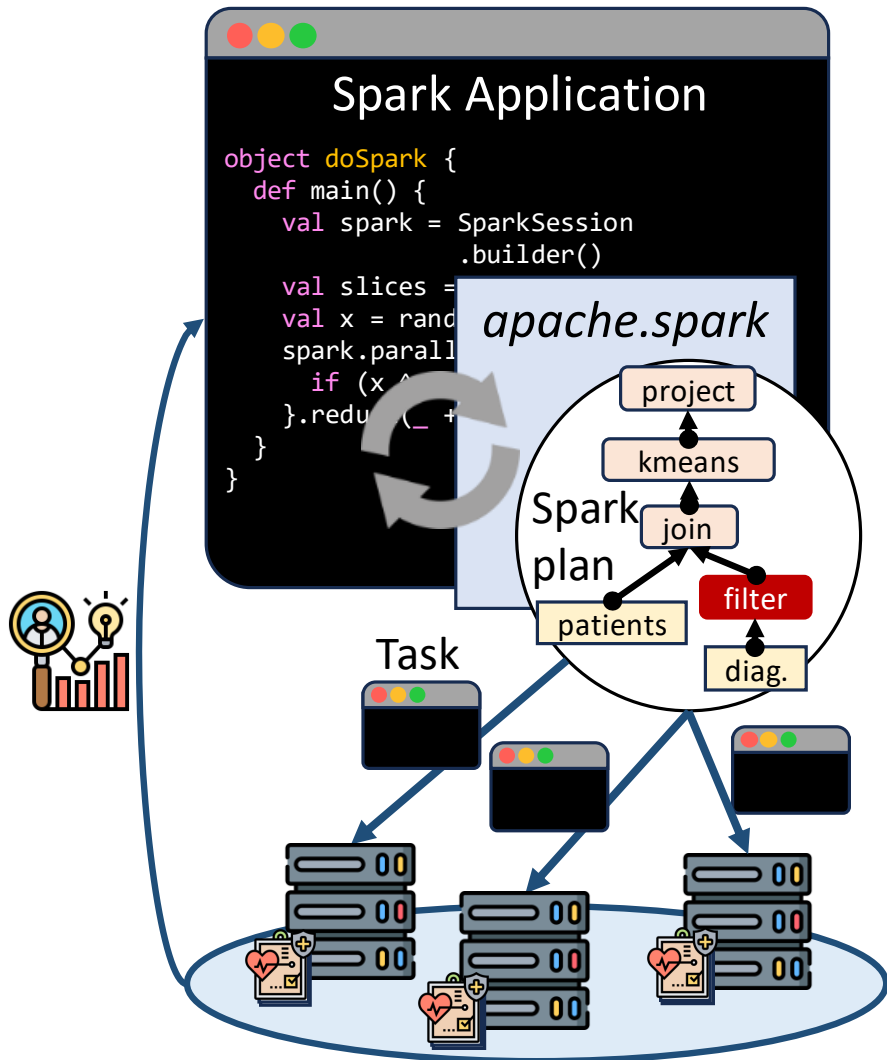 Spark Application
object doSpark {
def main() {
val spark = SparkSession
.builder()
val slices =
val x = rand
spark.parall
if (x ^
}.redu (_ +
}
}
apache.spark
project
kmeans
join
Spark
plan
filter
patients
diag.
Task